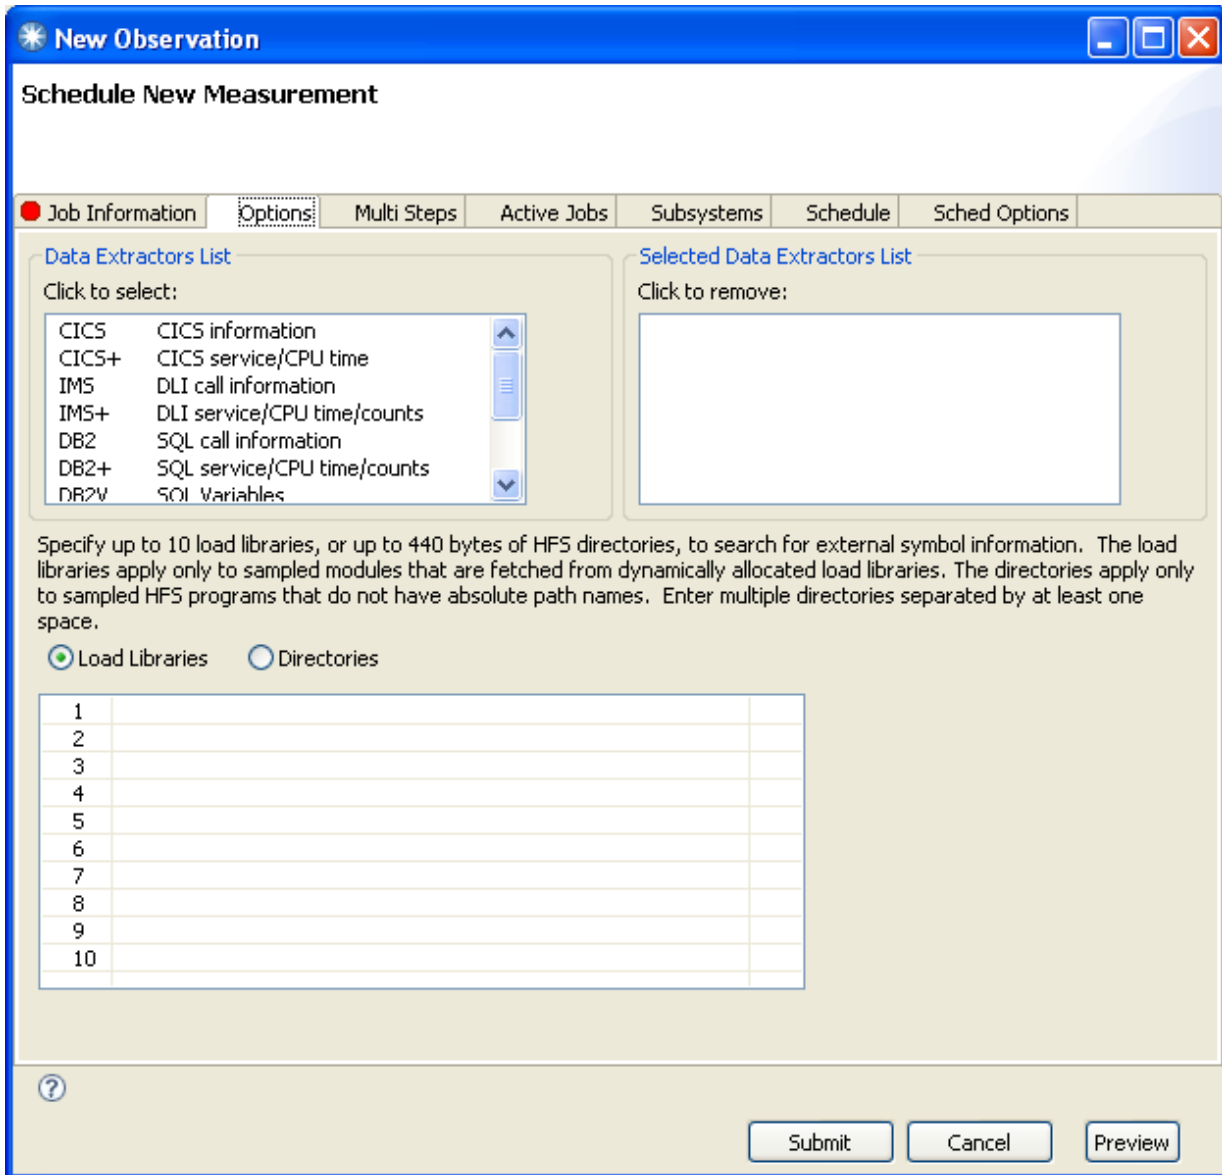 New Observation
Schedule New Measurement
Job Information Options Multi Steps Active Jobs Subsystems Schedule Sched Options
Data Extractors List
Click to select:
CICS CICS information
CICS+ CICS service/CPU time
IMS DLI call information
IMS+ DLI service/CPU time/counts
DB2 SQL call information
DB2+ SQL service/CPU time/counts
DB2V SQL Variables
Selected Data Extractors List
Click to remove:
Specify up to 10 load libraries, or up to 440 bytes of HFS directories, to search for external symbol information. The load
libraries apply only to sampled modules that are fetched from dynamically allocated load libraries. The directories apply only
to sampled HFS programs that do not have absolute path names. Enter multiple directories separated by at least one
space.
Load Libraries Directories
1
2
3
4
5
6
7
8
9
10
?
Submit Cancel Preview